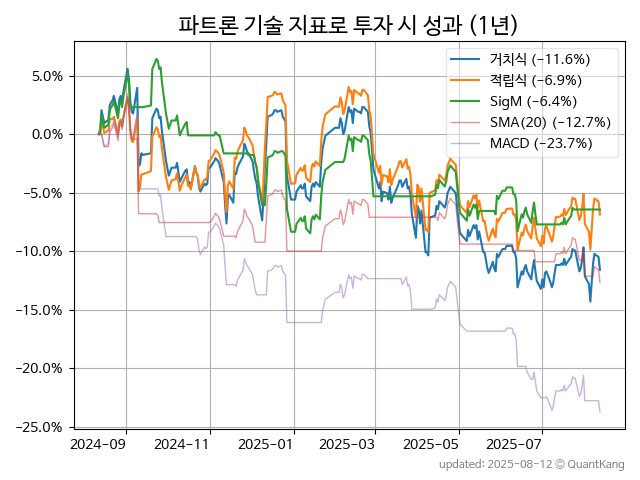 파트론 기술 지표로 투자 시 성과 (1년)
거치식 (−11.6%)
적립식 (−6.9%)
SigM (−6.4%)
SMA(20) (−12.7%)
MACD (−23.7%)
5.0%
0.0%
−5.0%
−10.0%
−15.0%
−20.0%
−25.0%
2024-09 2024-11 2025-01 2025-03 2025-05 2025-07
updated: 2025-08-12 © QuantKang